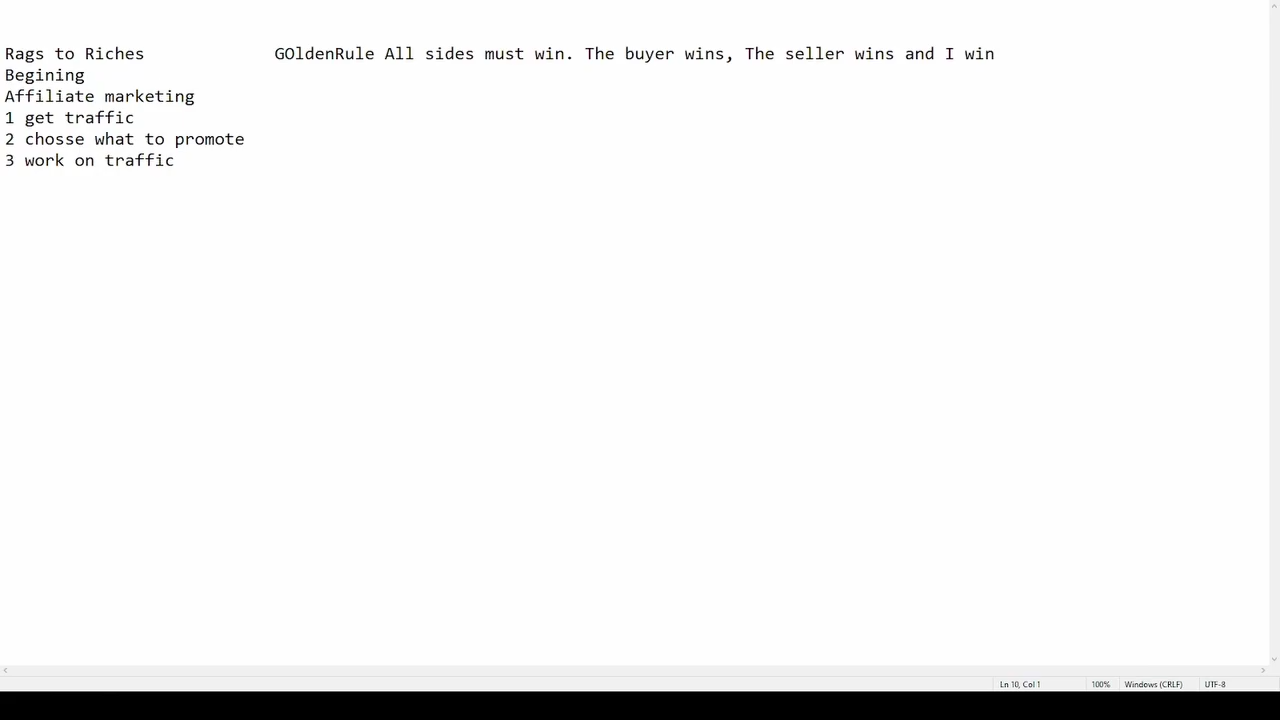 Rags to Riches             GOldenRule All sides must win. The buyer wins, The seller wins and I win
Begining
Affiliate marketing
1 get traffic
2 chosse what to promote
3 work on traffic
Ln 10, Col 1    100%    Windows (CRLF)    UTF-8